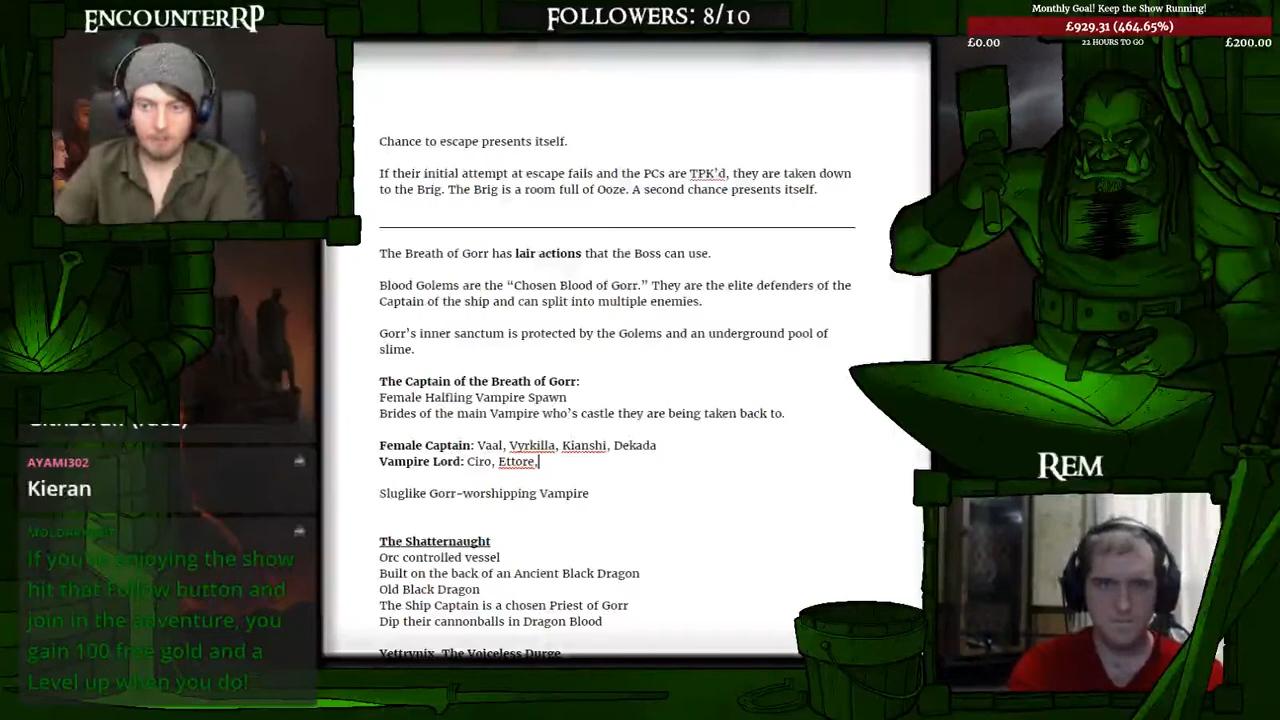 ENCOUNTERRP
FOLLOWERS: 8/10
Monthly Goal! Keep the Show Running!
£929.31 (464.65%)
£0.00
22 HOURS TO GO
£200.00
Chance to escape presents itself.
If their initial attempt at escape fails and the PCs are TPK'd, they are taken down
to the Brig. The Brig is a room full of Ooze. A second chance presents itself.
The Breath of Gorr has lair actions that the Boss can use.
Blood Golems are the “Chosen Blood of Gorr.” They are the elite defenders of the
Captain of the ship and can split into multiple enemies.
Gorr’s inner sanctum is protected by the Golems and an underground pool of
slime.
The Captain of the Breath of Gorr:
Female Halfling Vampire Spawn
Brides of the main Vampire who’s castle they are being taken back to.
Female Captain: Vaal, Vyrkilla, Kianshi, Dekada
Vampire Lord: Ciro, Ettore,
Sluglike Gorr-worshipping Vampire
The Shatternaught
Orc controlled vessel
Built on the back of an Ancient Black Dragon
Old Black Dragon
The Ship Captain is a chosen Priest of Gorr
Dip their cannonballs in Dragon Blood
Yettrynix, The Voiceless Durge
AYAMI302
Kieran
If you're enjoying the show
hit that Follow button and
join in the adventure, you
gain 100 free gold and a
Level up when you do!
REM